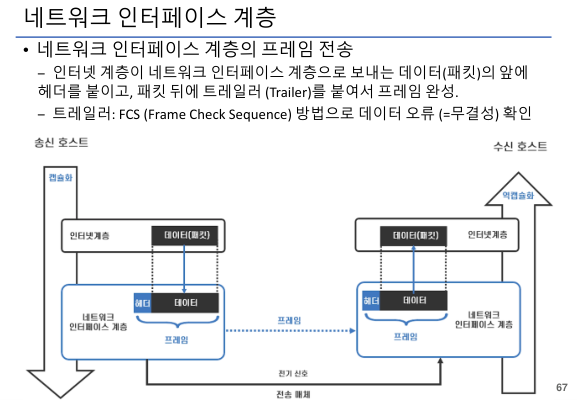 네트워크 인터페이스 계층
• 네트워크 인터페이스 계층의 프레임 전송
– 인터넷 계층이 네트워크 인터페이스 계층으로 보내는 데이터(패킷)의 앞에
헤더를 붙이고, 패킷 뒤에 트레일러 (Trailer)를 붙여서 프레임 완성.
– 트레일러: FCS (Frame Check Sequence) 방법으로 데이터 오류 (=무결성) 확인
송신 호스트
수신 호스트
캡슐화
역캡슐화
인터넷계층
데이터(패킷)
데이터(패킷)
인터넷계층
네트워크
인터페이스 계층
헤더
데이터
프레임
프레임
헤더
데이터
프레임
네트워크
인터페이스 계층
전기 신호
전송 매체
67